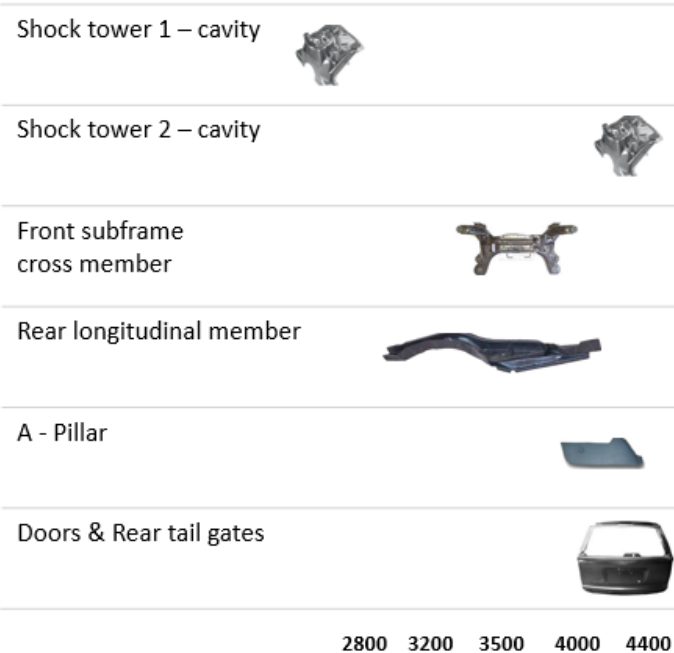 Shock tower 1 – cavity
Shock tower 2 – cavity
Front subframe
cross member
Rear longitudinal member
A - Pillar
Doors & Rear tail gates
2800 3200 3500 4000 4400